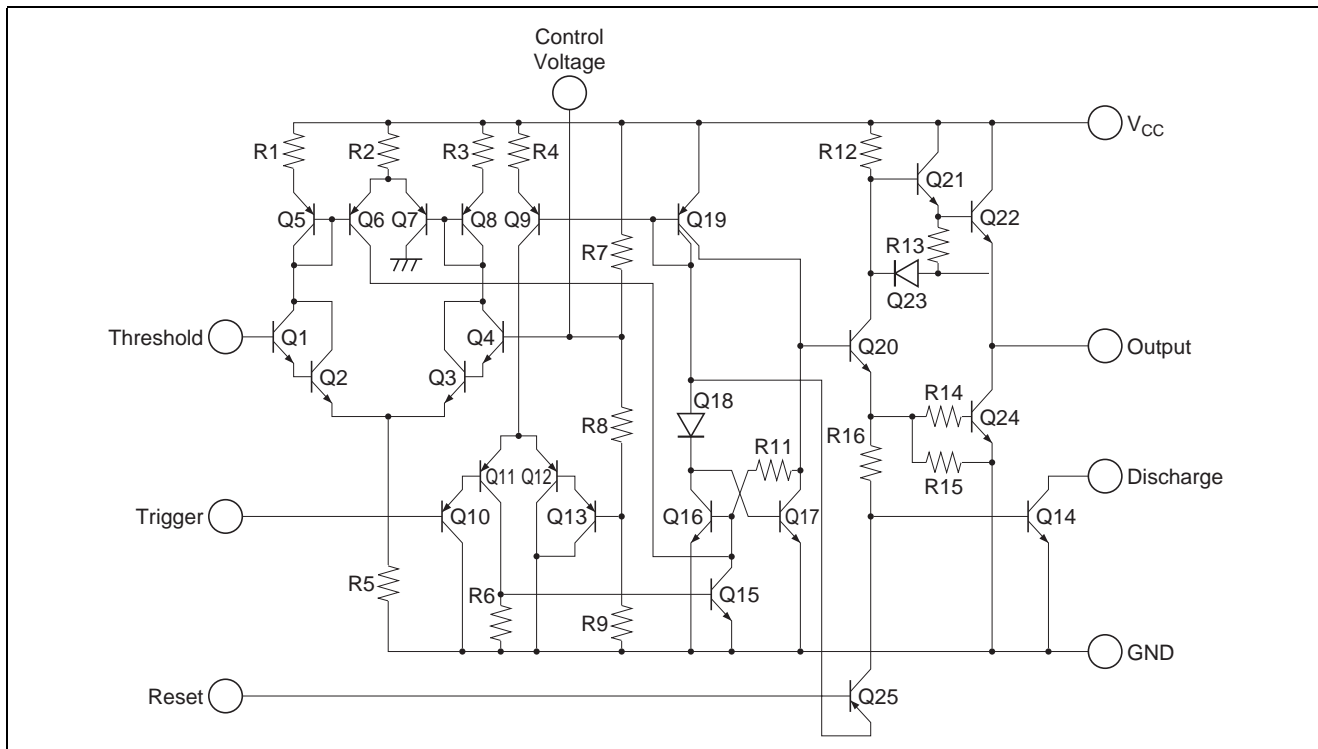 Control
Voltage
V_CC
R1
R2
R3
R4
R12
Q21
Q5
Q6
Q7
Q8
Q9
Q19
Q22
R7
R13
Q23
Threshold
Q1
Q4
Q20
Output
Q2
Q3
Q18
R14
Q24
R8
R11
R16
R15
Discharge
Q11
Q12
Trigger
Q10
Q13
Q16
Q17
Q14
R5
R6
R9
Q15
GND
Reset
Q25